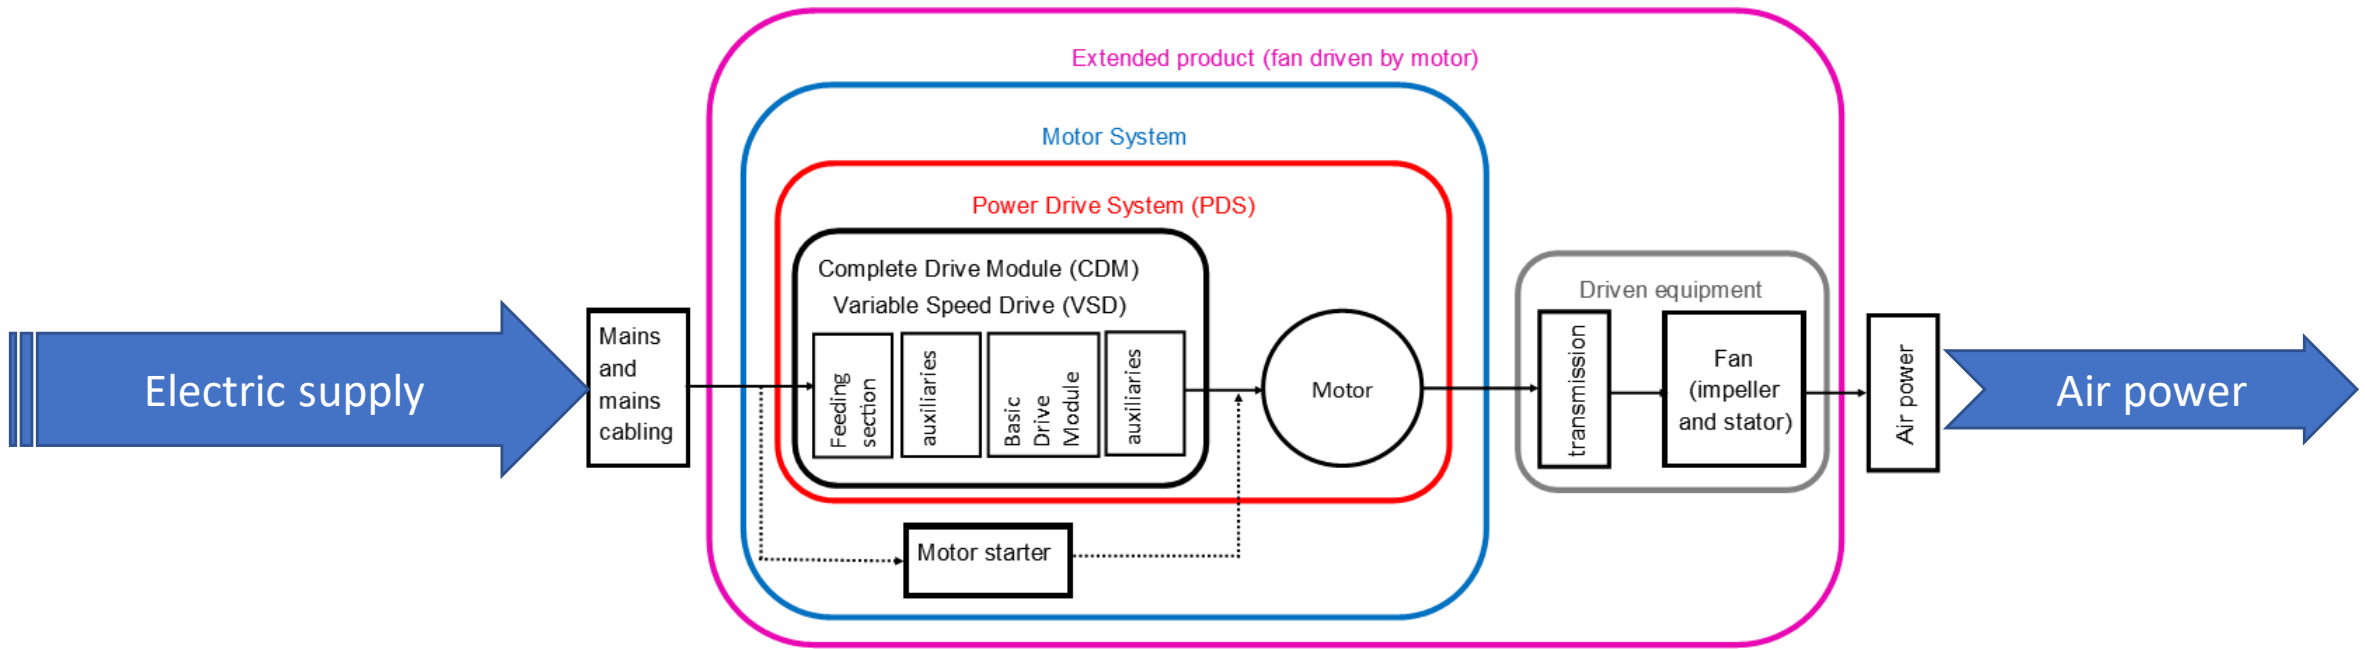 Extended product (fan driven by motor)
Motor System
Power Drive System (PDS)
Complete Drive Module (CDM)
Variable Speed Drive (VSD)
Driven equipment
Electric supply
Mains
and
mains
cabling
Feeding
section
auxiliaries
Basic
Drive
Module
auxiliaries
Motor
transmission
Fan
(impeller
and stator)
Air power
Air power
Motor starter